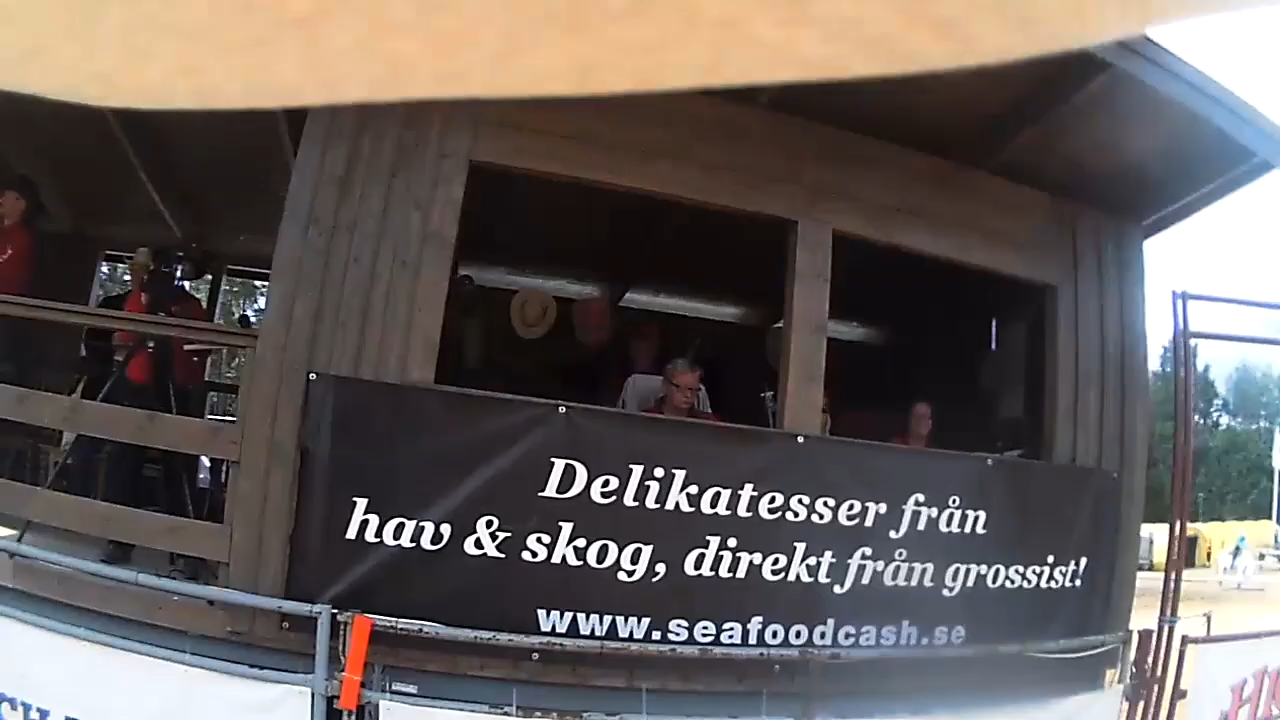 Delikatesser från
hav & skog, direkt från grossist!
www.seafoodcash.se